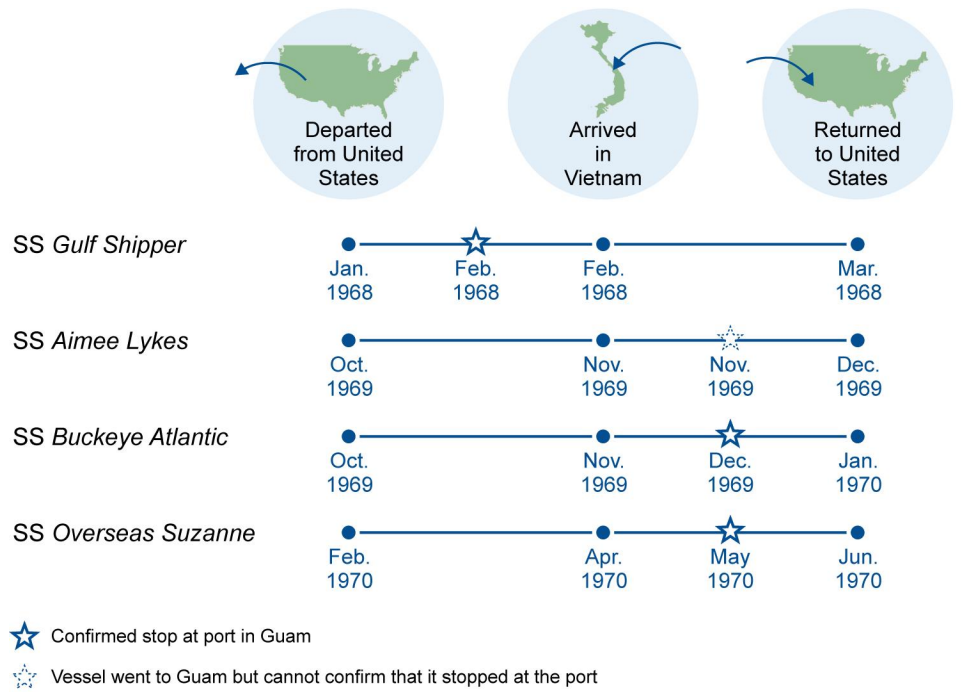 Departed
from United
States
Arrived
in
Vietnam
Returned
to United
States
SS Gulf Shipper
Jan.
1968
Feb.
1968
Feb.
1968
Mar.
1968
SS Aimee Lykes
Oct.
1969
Nov.
1969
Nov.
1969
Dec.
1969
SS Buckeye Atlantic
Oct.
1969
Nov.
1969
Dec.
1969
Jan.
1970
SS Overseas Suzanne
Feb.
1970
Apr.
1970
May
1970
Jun.
1970
Confirmed stop at port in Guam
Vessel went to Guam but cannot confirm that it stopped at the port